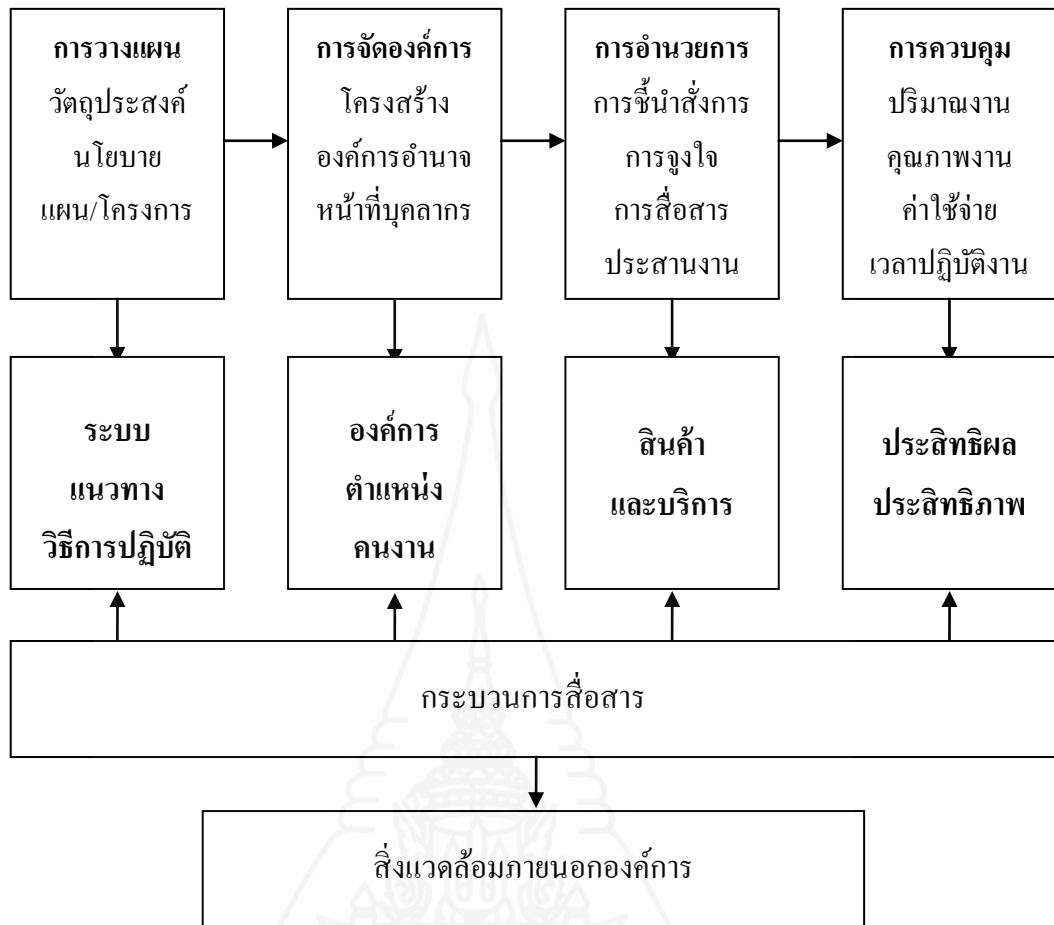 การวางแผน
วัตถุประสงค์
นโยบาย
แผน/โครงการ
การจัดองค์การ
โครงสร้าง
องค์การอำนาจ
หน้าที่บุคลากร
การอำนวยการ
การชี้นำสั่งการ
การจูงใจ
การสื่อสาร
ประสานงาน
การควบคุม
ปริมาณงาน
คุณภาพงาน
ค่าใช้จ่าย
เวลาปฏิบัติงาน
ระบบ
แนวทาง
วิธีการปฏิบัติ
องค์การ
ตำแหน่ง
คนงาน
สินค้า
และบริการ
ประสิทธิผล
ประสิทธิภาพ
กระบวนการสื่อสาร
สิ่งแวดล้อมภายนอกองค์การ